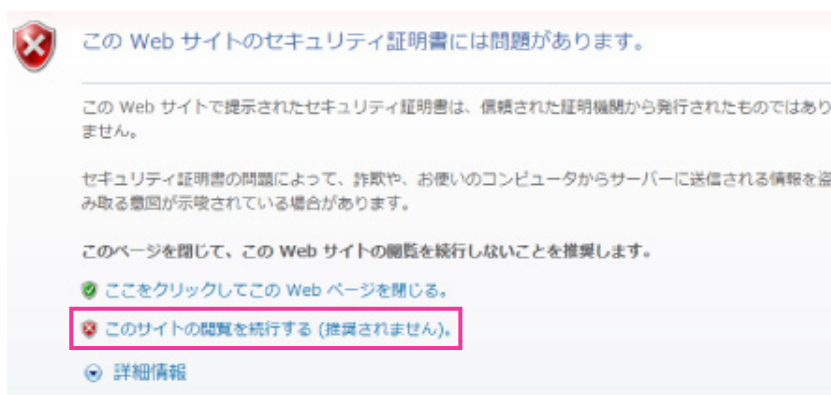 この Web サイトのセキュリティ証明書には問題があります。
この Web サイトで提示されたセキュリティ証明書は、信頼された証明機関から発行されたものではあり
ません。
セキュリティ証明書の問題によって、詐欺や、お使いのコンピュータからサーバーに送信される情報を盗
み取る意図が示唆されている場合があります。
このページを閉じて、この Web サイトの閲覧を続行しないことを推奨します。
ここをクリックしてこの Web ページを閉じる。
このサイトの閲覧を続行する (推奨されません)。
詳細情報